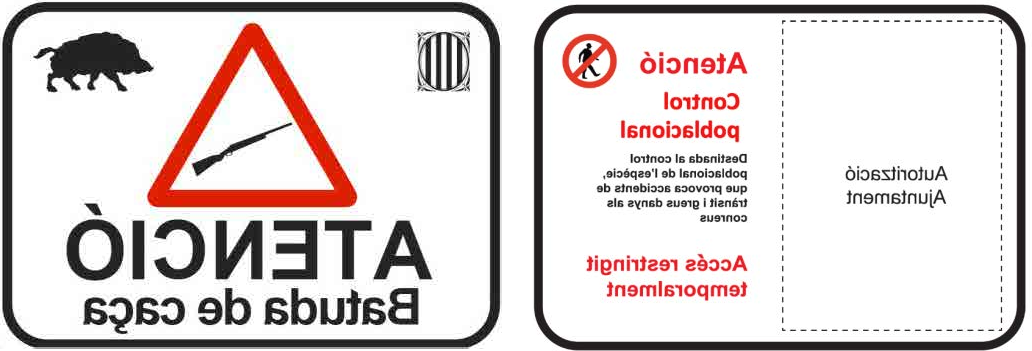 ATENCIÓ
Batuda de caça
Atenció
Control
poblacional
Destinada al control
poblacional de l'espècie,
que provoca accidents de
trànsit i greus danys als
conreus
Accés restringit
temporalment
Autorització
Ajuntament